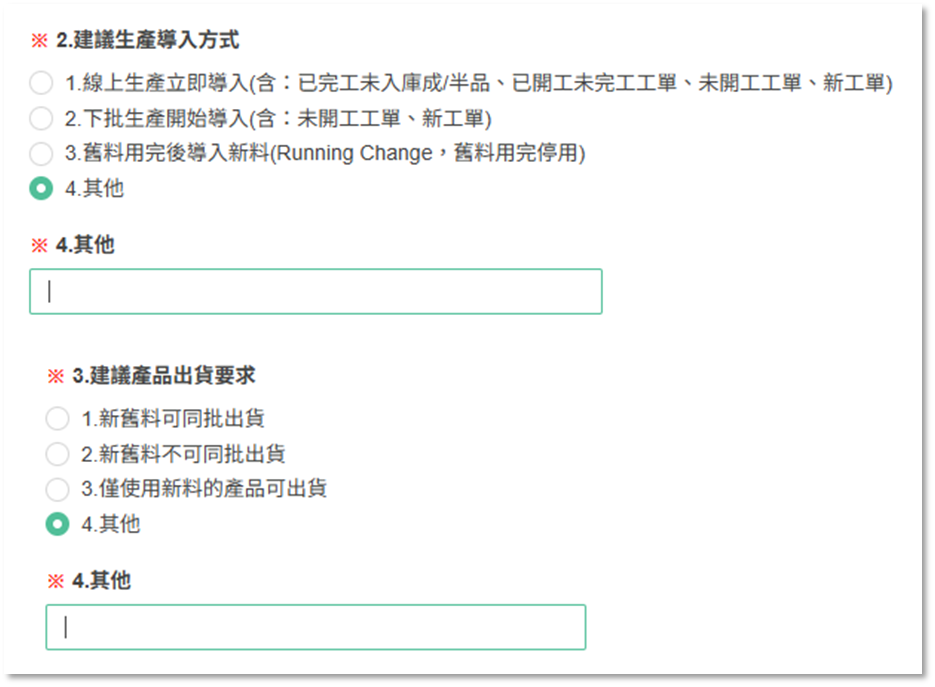 ※ 2.建議生產導入方式
1.線上生產立即導入(含：已完工未入庫成/半品、已開工未完工工單、未開工工單、新工單)
2.下批生產開始導入(含：未開工工單、新工單)
3.舊料用完後導入新料(Running Change，舊料用完停用)
4.其他
※ 4.其他
※ 3.建議產品出貨要求
1.新舊料可同批出貨
2.新舊料不可同批出貨
3.僅使用新料的產品可出貨
4.其他
※ 4.其他